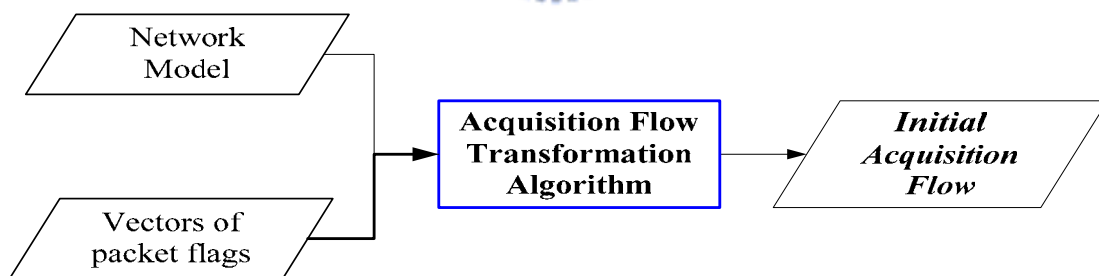 Network
Model
Vectors of
packet flags
Acquisition Flow
Transformation
Algorithm
Initial
Acquisition
Flow